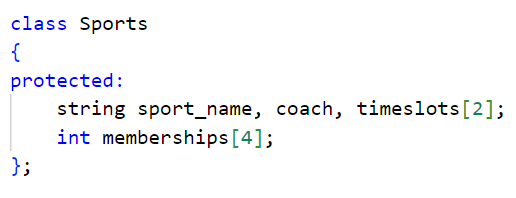 class Sports
{
protected:
    string sport_name, coach, timeslots[2];
    int memberships[4];
};